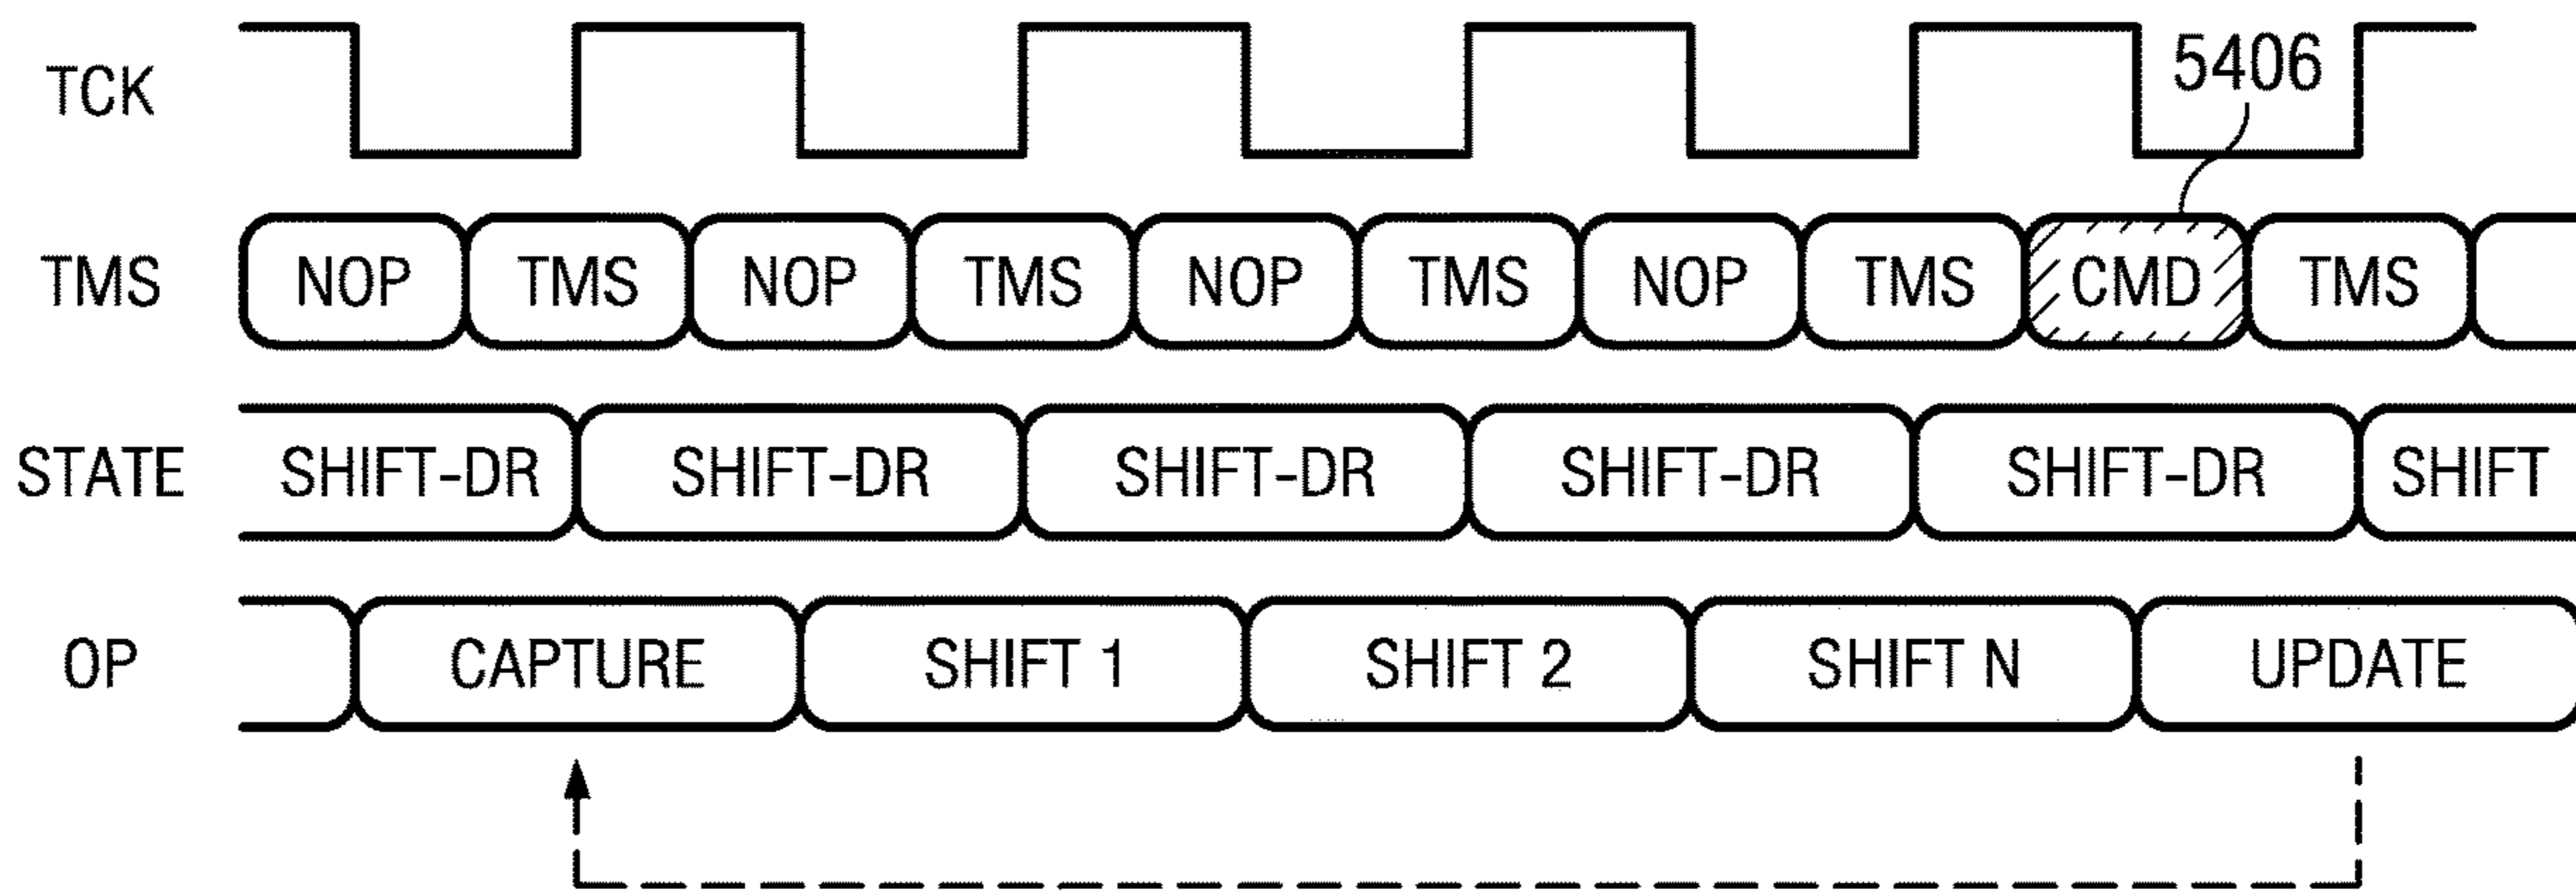 TCK 5406
TMS NOP TMS NOP TMS NOP TMS NOP TMS CMD TMS
STATE SHIFT-DR SHIFT-DR SHIFT-DR SHIFT-DR SHIFT-DR SHIFT
OP CAPTURE SHIFT 1 SHIFT 2 SHIFT N UPDATE